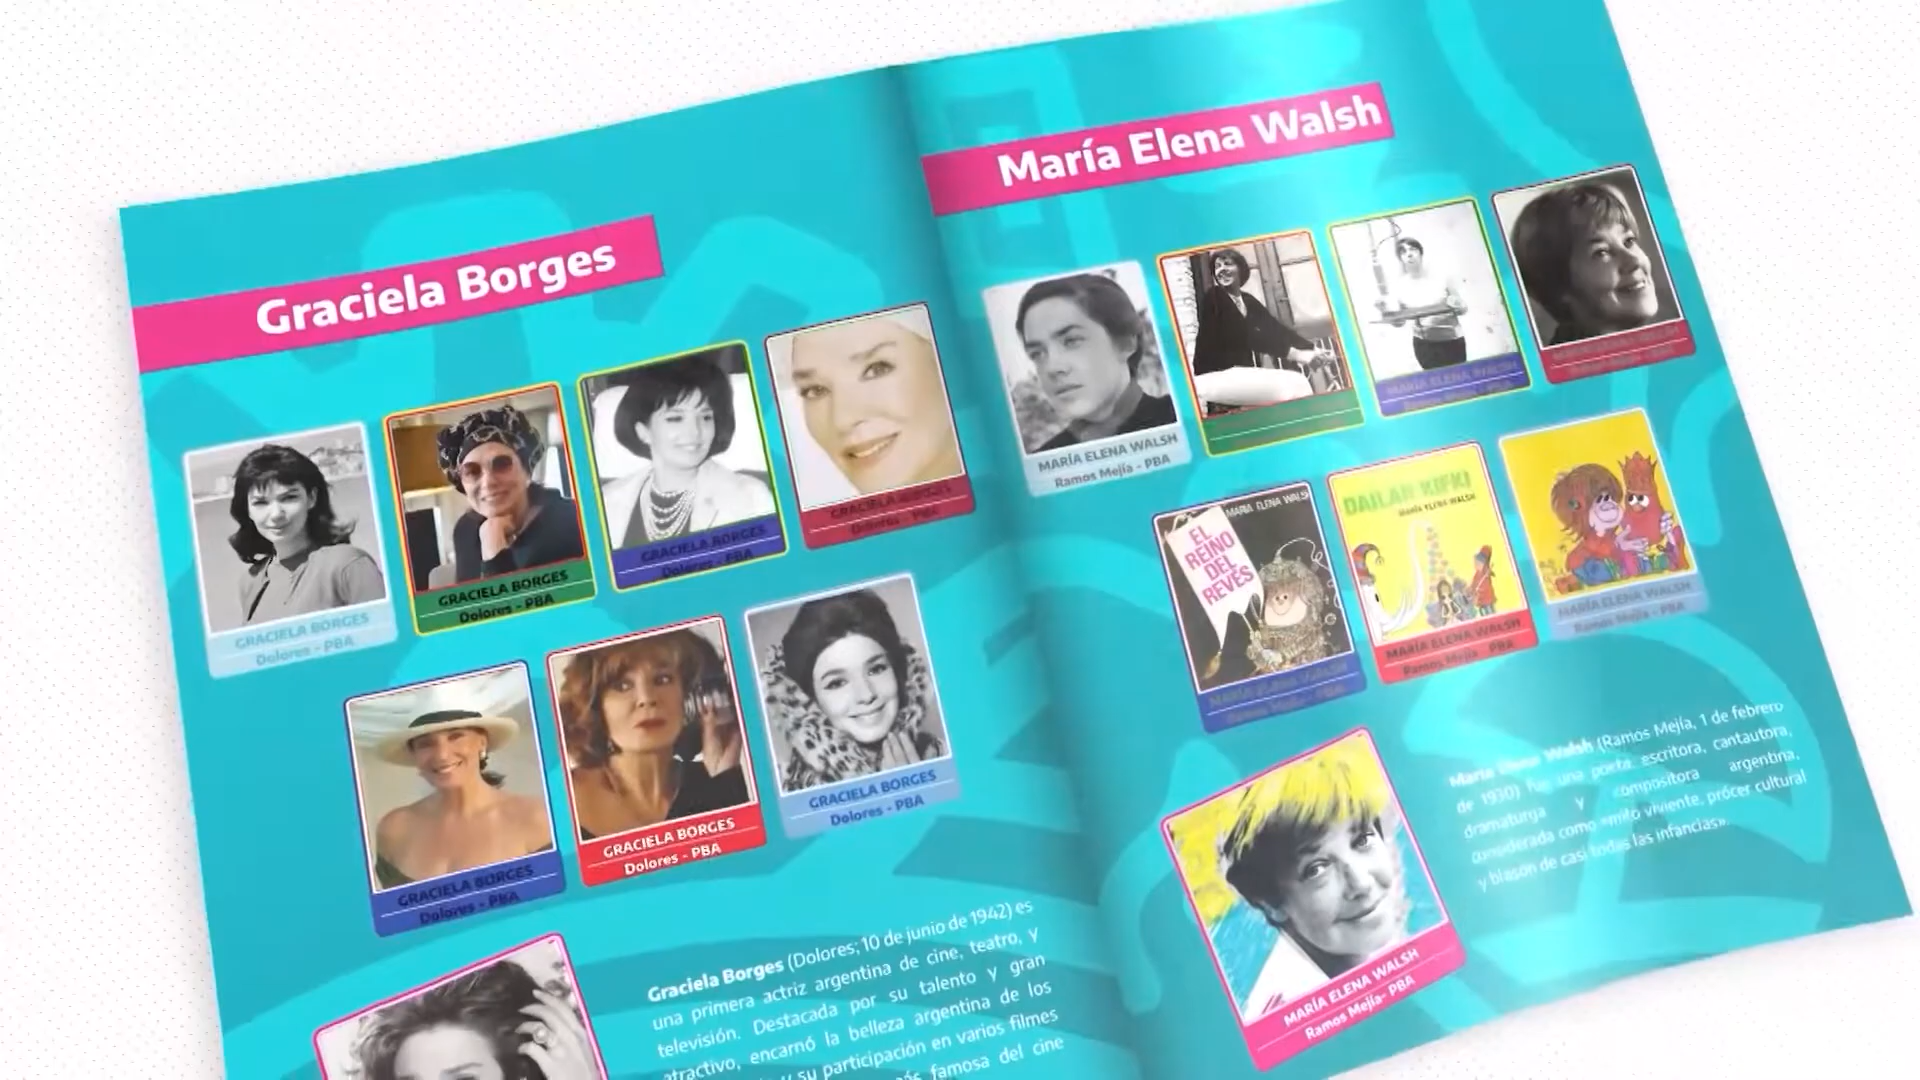 Graciela Borges
GRACIELA BORGES
Dolores - PBA
GRACIELA BORGES
Dolores - PBA
GRACIELA BORGES
Dolores - PBA
GRACIELA BORGES
Dolores - PBA
GRACIELA BORGES
Dolores - PBA
GRACIELA BORGES
Dolores - PBA
GRACIELA BORGES
Dolores - PBA
Graciela Borges (Dolores; 10 de junio de 1942) es
una primera actriz argentina de cine, teatro, y
televisión. Destacada por su talento y gran
atractivo, encarnó la belleza argentina de los
y su participación en varios filmes
más famosa del cine
María Elena Walsh
MARÍA ELENA WALSH
Ramos Mejía - PBA
MARÍA ELENA WALSH
Ramos Mejía - PBA
MARIA ELENA WALSH
EL
REINO
DEL
REVÉS
MARÍA ELENA WALSH
Ramos Mejía - PBA
DAILAN KIFKI
MARÍA ELENA WALSH
MARÍA ELENA WALSH
Ramos Mejía - PBA
MARÍA ELENA WALSH
Ramos Mejía - PBA
MARÍA ELENA WALSH
Ramos Mejía- PBA
María Elena Walsh (Ramos Mejía, 1 de febrero
de 1930) fue una poeta, escritora, cantautora,
dramaturga y compositora argentina,
considerada como «mito viviente, prócer cultural
y blasón de casi todas las infancias».